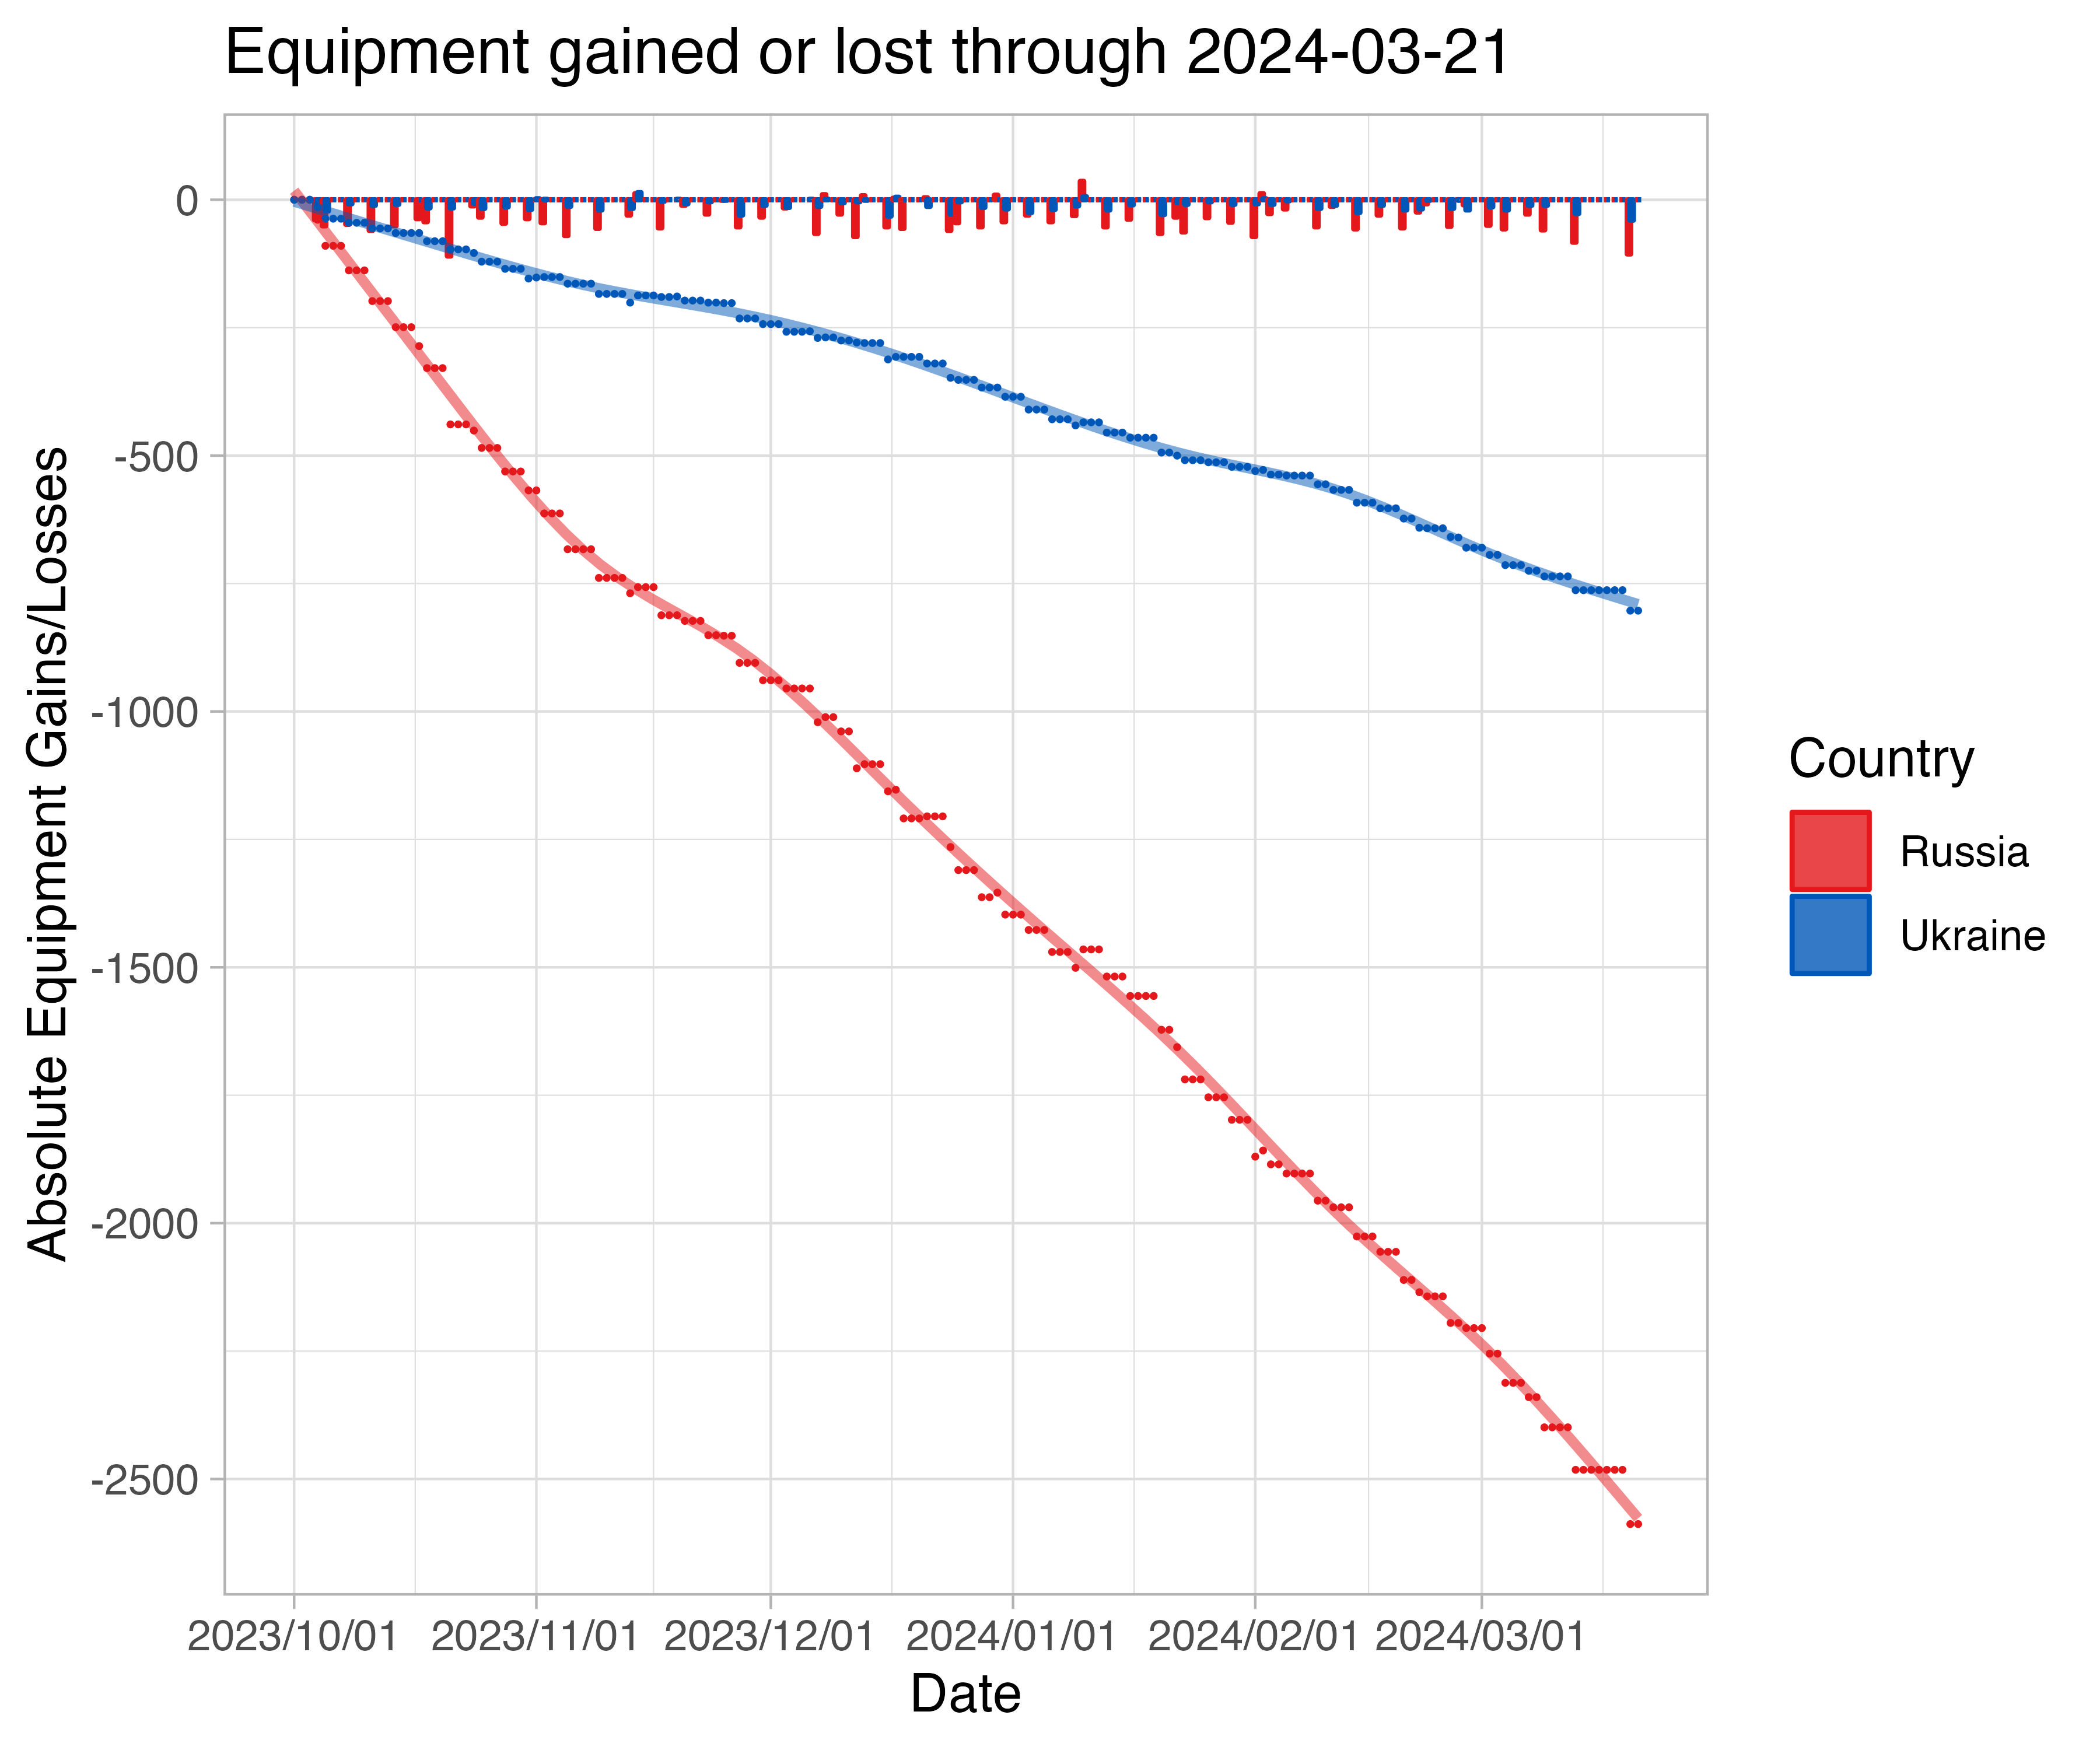 Equipment gained or lost through 2024-03-21
Absolute Equipment Gains/Losses
0
-500
-1000
-1500
-2000
-2500
2023/10/01 2023/11/01 2023/12/01 2024/01/01 2024/02/01 2024/03/01
Date
Country
Russia
Ukraine